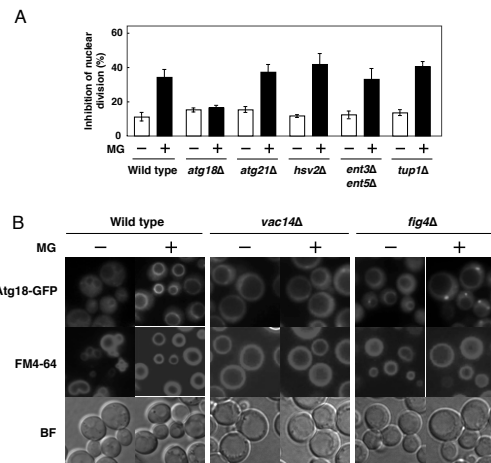 A
Inhibition of nuclear
division (%)
60
40
20
0
MG − + − + − + − + − + − +
Wild type atg18Δ atg21Δ hsv2Δ ent3Δ tup1Δ
ent5Δ
B
Wild type vac14Δ fig4Δ
MG − + − + − +
Atg18-GFP
FM4-64
BF